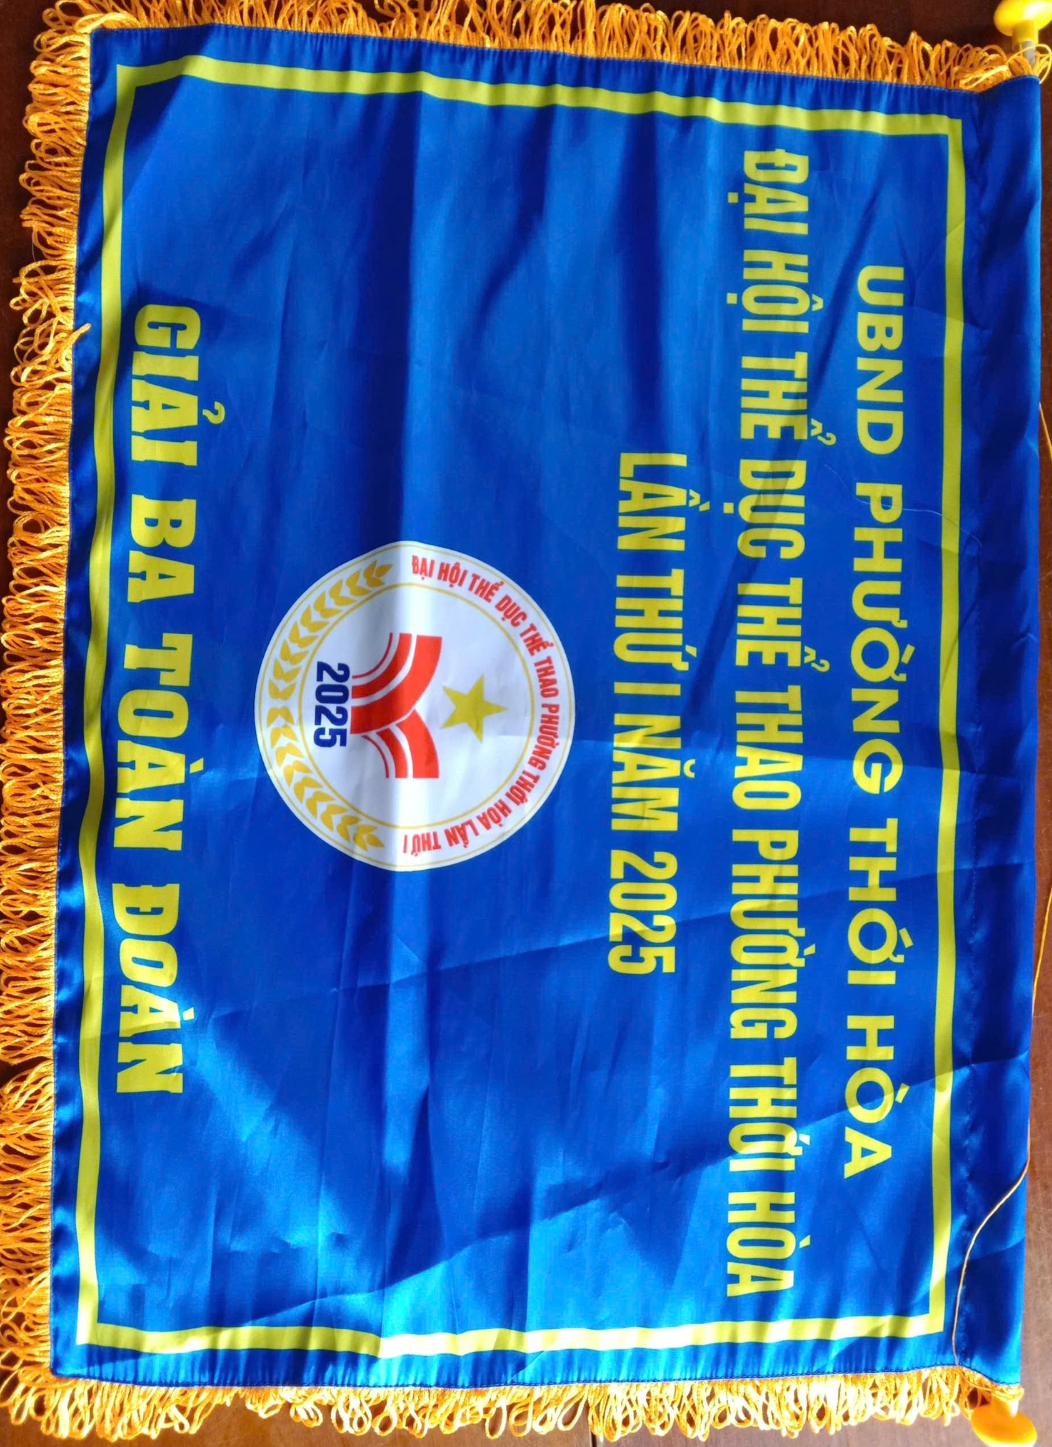 UBND PHƯỜNG THỚI HÒA
ĐẠI HỘI THỂ DỤC THỂ THAO PHƯỜNG THỚI HÒA
LẦN THỨ I NĂM 2025
ĐẠI HỘI THỂ DỤC THỂ THAO PHƯỜNG THỚI HÒA LẦN THỨ I
2025
GIẢI BA TOÀN ĐOÀN